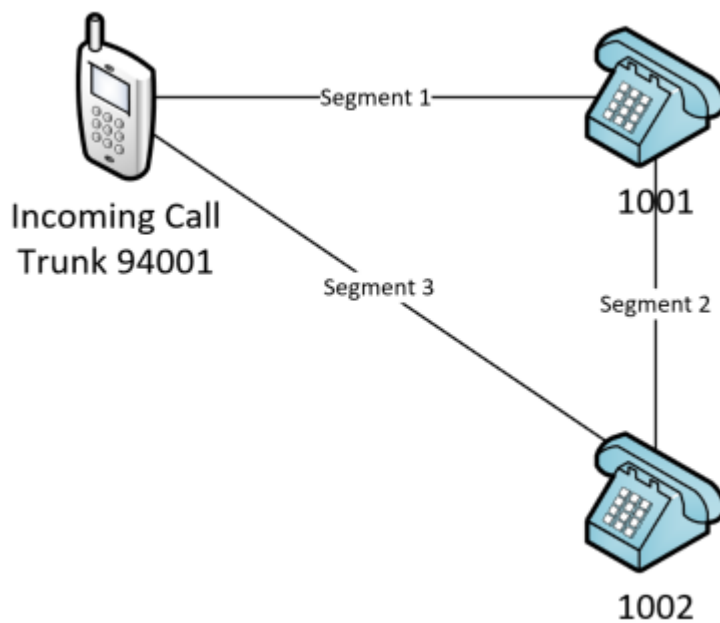 Segment 1
1001
Incoming Call
Trunk 94001
Segment 3
Segment 2
1002